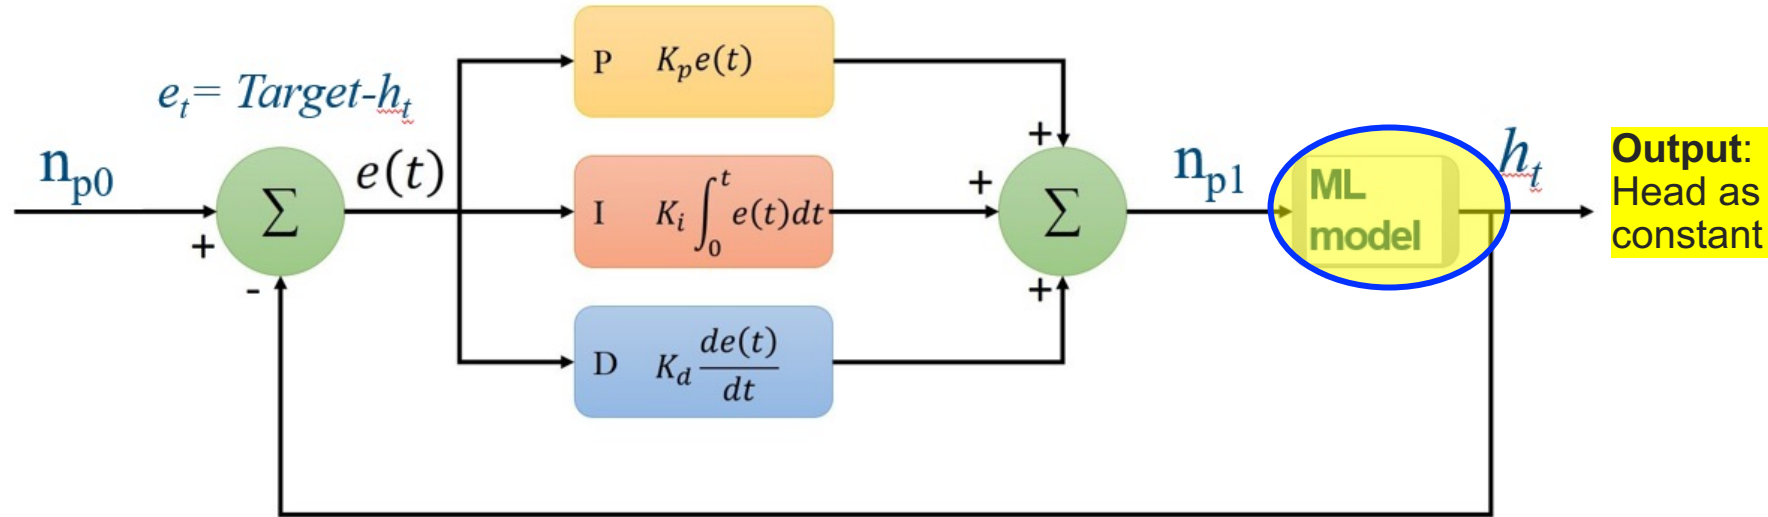 e_t= Target-h_t
n_p0
+
-
Σ
e(t)
P K_p e(t)
I K_i ∫_0^t e(t)dt
D K_d de(t)/dt
+
+
+
Σ
n_p1
ML
model
h_t
Output:
Head as
constant